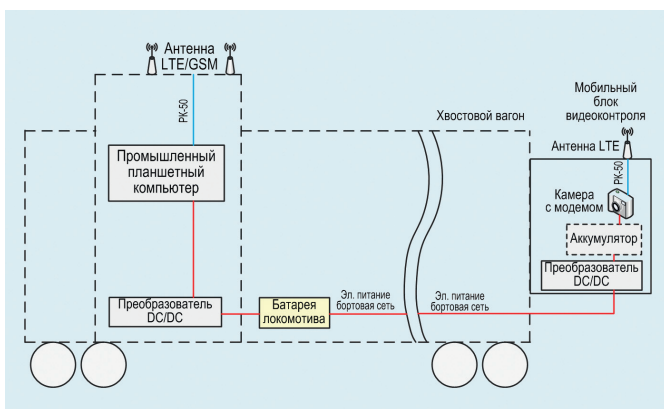 Антенна
LTE/GSM
РК-50
Промышленный
планшетный
компьютер
Преобразователь
DC/DC
Батарея
локомотива
Эл. питание
бортовая сеть
Эл. питание
бортовая сеть
Хвостовой вагон
Мобильный
блок
видеоконтроля
Антенна LTE
РК-50
Камера
с модемом
Аккумулятор
Преобразователь
DC/DC